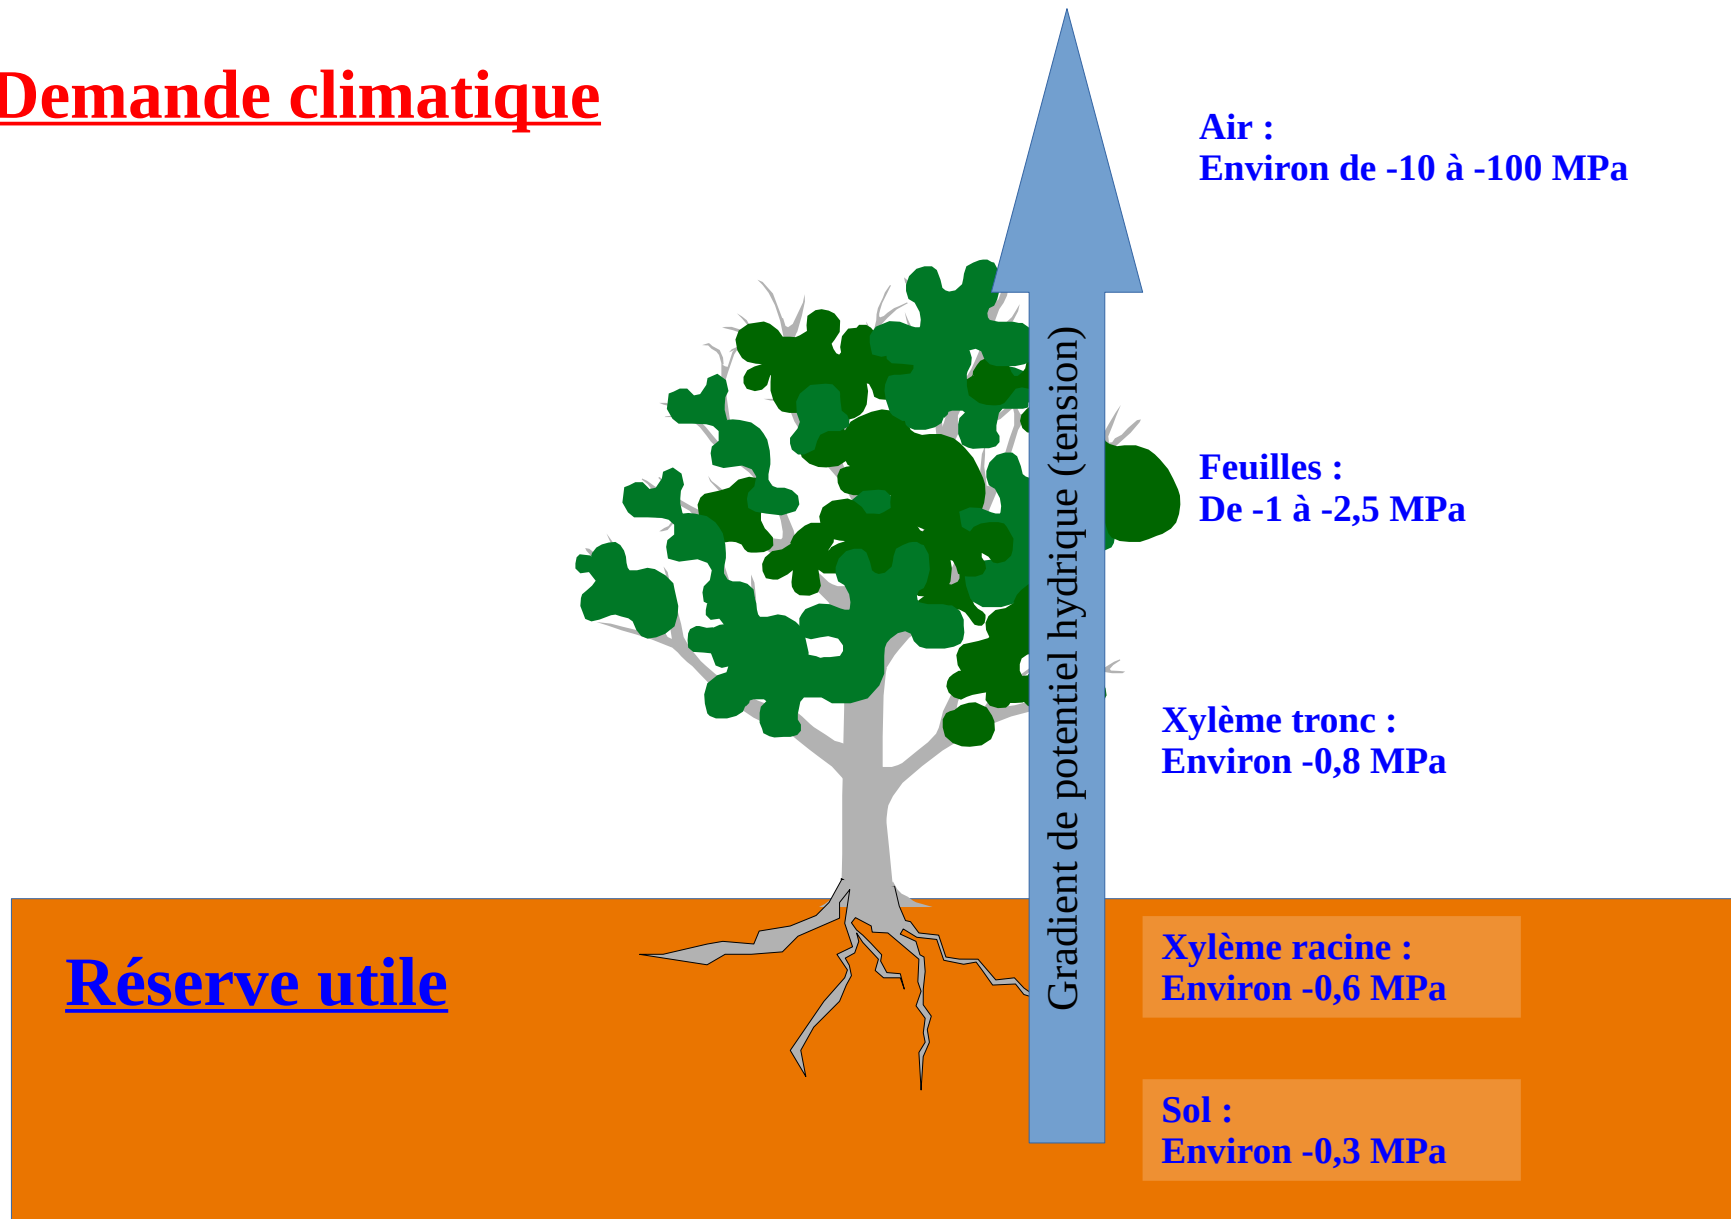 Demande climatique
Air :
Environ de -10 à -100 MPa
Gradient de potentiel hydrique (tension)
Feuilles :
De -1 à -2,5 MPa
Xylème tronc :
Environ -0,8 MPa
Réserve utile
Xylème racine :
Environ -0,6 MPa
Sol :
Environ -0,3 MPa